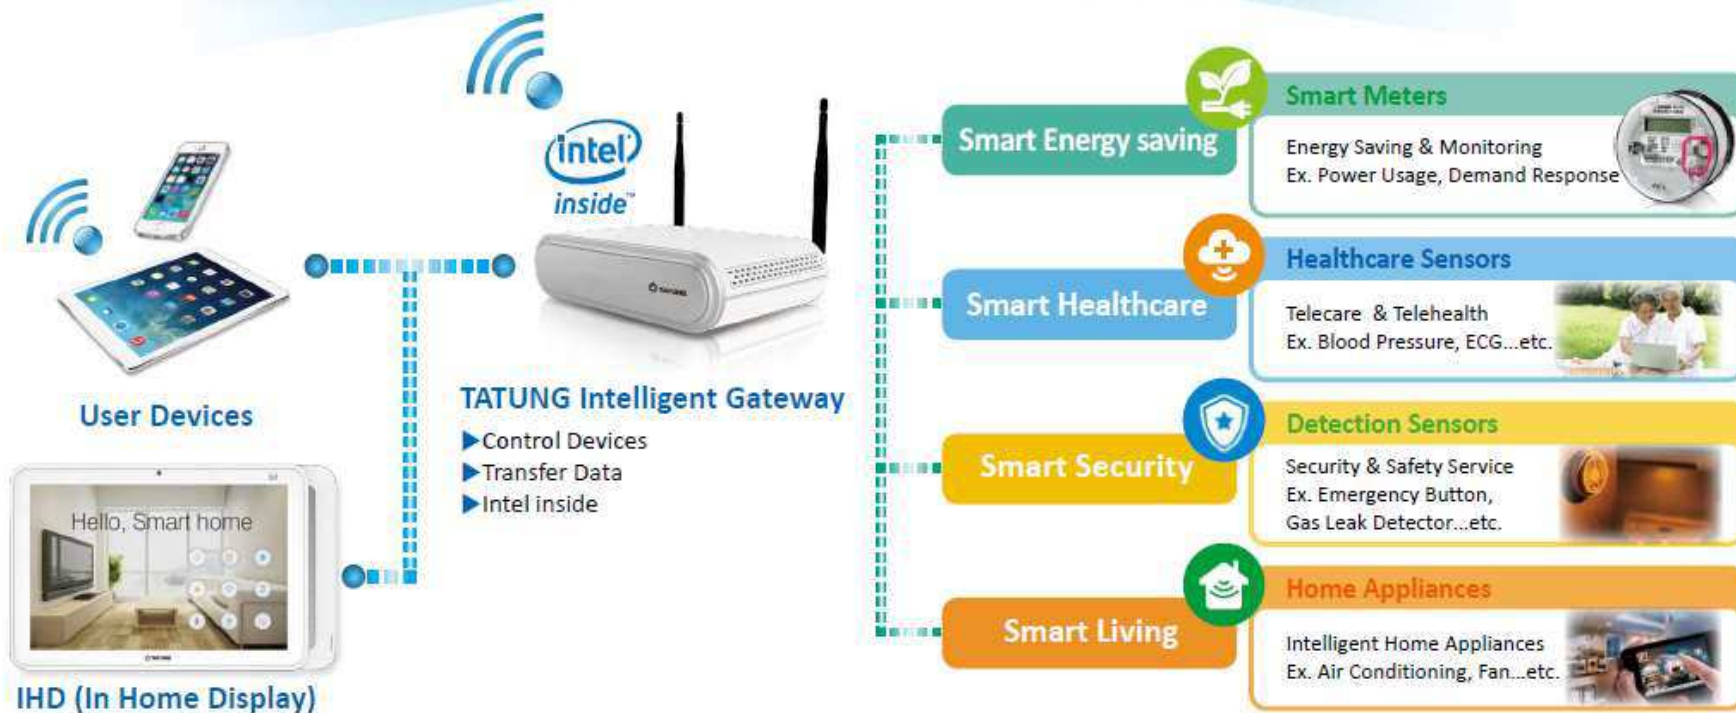 intel
inside™
TATUNG
User Devices
TATUNG Intelligent Gateway
▶Control Devices
▶Transfer Data
▶Intel inside
Hello, Smart home
TATUNG
IHD (In Home Display)
Smart Energy saving
Smart Meters
Energy Saving & Monitoring
Ex. Power Usage, Demand Response
Smart Healthcare
Healthcare Sensors
Telecare & Telehealth
Ex. Blood Pressure, ECG...etc.
Smart Security
Detection Sensors
Security & Safety Service
Ex. Emergency Button,
Gas Leak Detector...etc.
Smart Living
Home Appliances
Intelligent Home Appliances
Ex. Air Conditioning, Fan...etc.